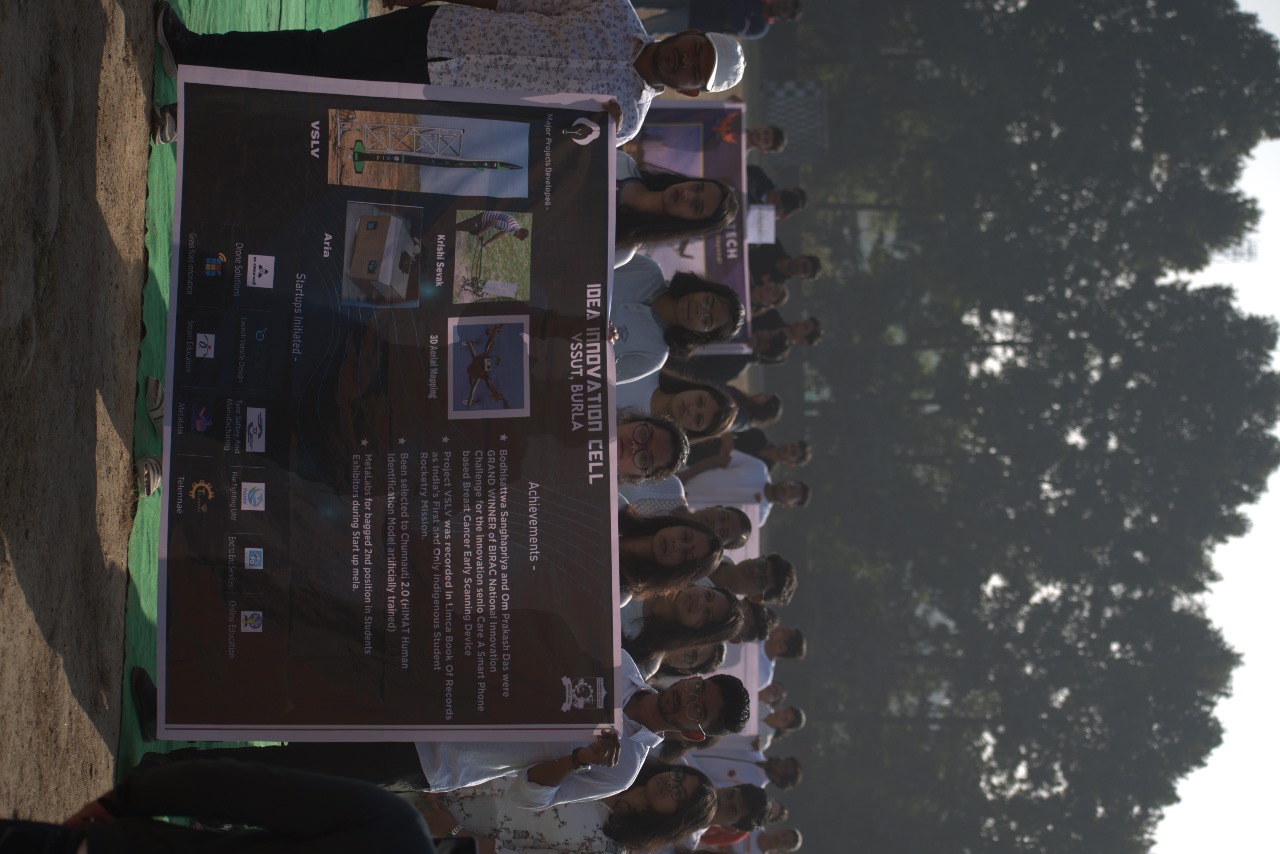 TECH
IDEA INNOVATION CELL
VSSUT, BURLA
Major Projects Developed -
Krishi Sevak
3D Aerial Mapping
VSLV
Aria
Achievements -
Bodhisattwa Sanghapriya and Om Prakash Das were
GRAND WINNER of BIRAC National Innovation
Challenge for the innovation senio Care A Smart Phone
based Breast Cancer Early Scanning Device
Project VSLV was recorded in Limca Book Of Records
as India's First and Only Indigenous Student
Rocketry Mission.
Been selected to Chunnauti 2.0 (HIMAT Human
Identification Model artificially trained)
MetaLabs for bagged 2nd position in Students
Exhibitors during Start up mela.
Startups Initiated -
Drone Solutions
Launch Vehicle Design
Tyre Saftey And
Manufacturing
Fire Fighting UAV
End to End Services
Online Education
Grass Root Innovation
Steam Education
Metalabs
Telennae